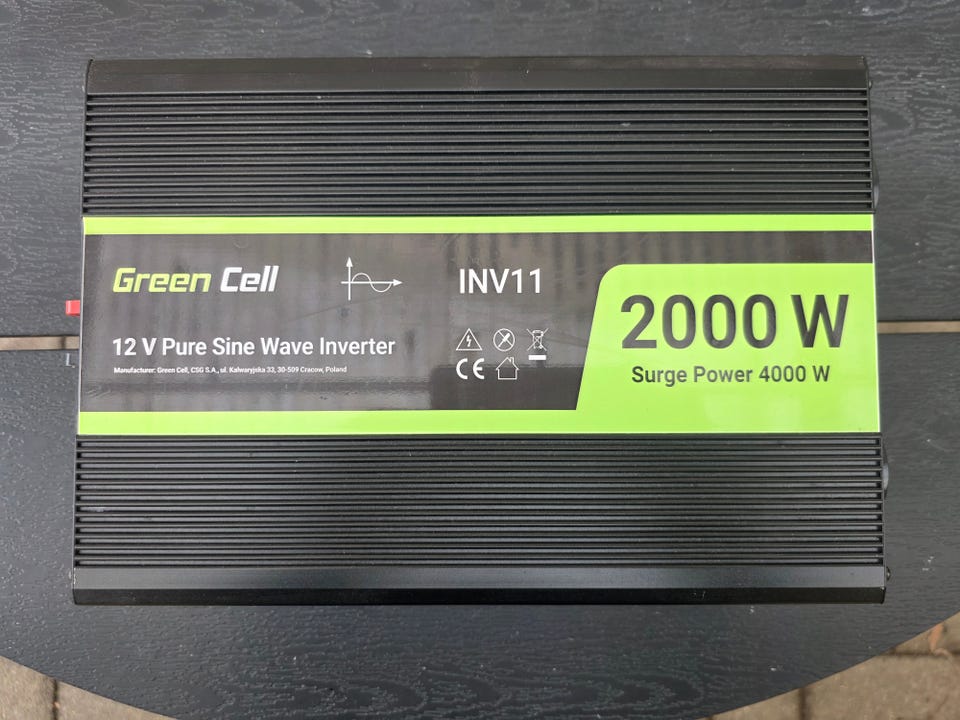 Green Cell
INV11
12 V Pure Sine Wave Inverter
Manufacturer: Green Cell, CSG S.A., ul. Kalwaryjska 33, 30-509 Cracow, Poland
CE
2000 W
Surge Power 4000 W